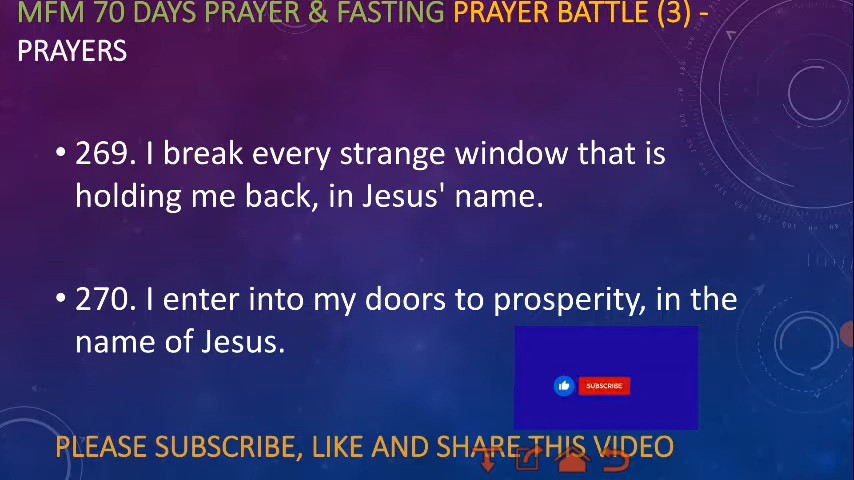 MFM 70 DAYS PRAYER & FASTING PRAYER BATTLE (3) -
PRAYERS
• 269. I break every strange window that is
holding me back, in Jesus' name.
• 270. I enter into my doors to prosperity, in the
name of Jesus.
SUBSCRIBE
PLEASE SUBSCRIBE, LIKE AND SHARE THIS VIDEO